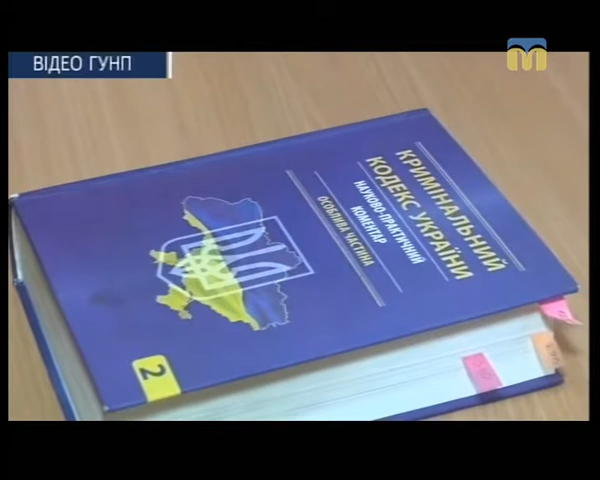 ВІДЕО ГУНП
КРИМІНАЛЬНИЙ
КОДЕКС УКРАЇНИ
НАУКОВО-ПРАКТИЧНИЙ
КОМЕНТАР
ОСОБЛИВА ЧАСТИНА
2